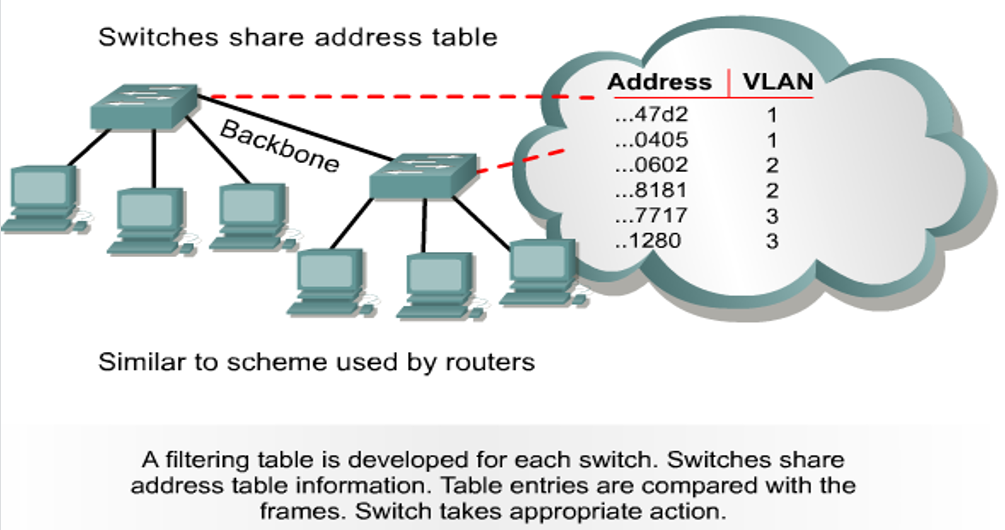 Switches share address table
Address VLAN
...47d2 1
...0405 1
...0602 2
...8181 2
...7717 3
..1280 3
Backbone
Similar to scheme used by routers
A filtering table is developed for each switch. Switches share
address table information. Table entries are compared with the
frames. Switch takes appropriate action.